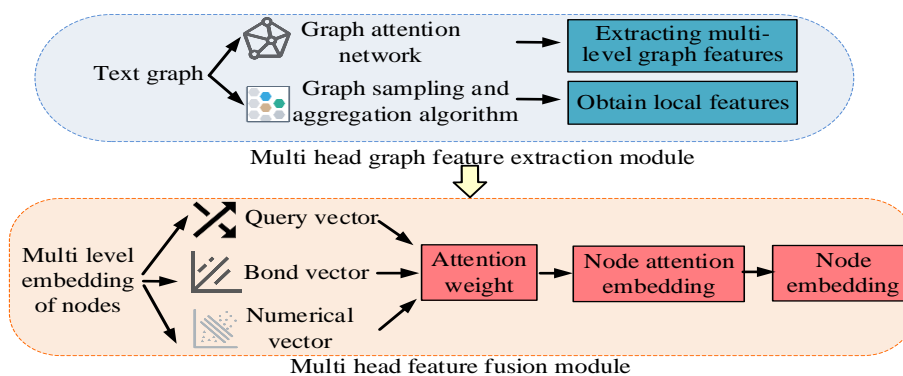 Text graph
Graph attention
network
Extracting multi-
level graph features
Graph sampling and
aggregation algorithm
Obtain local features
Multi head graph feature extraction module
Multi level
embedding
of nodes
Query vector
Bond vector
Numerical
vector
Attention
weight
Node attention
embedding
Node
embedding
Multi head feature fusion module